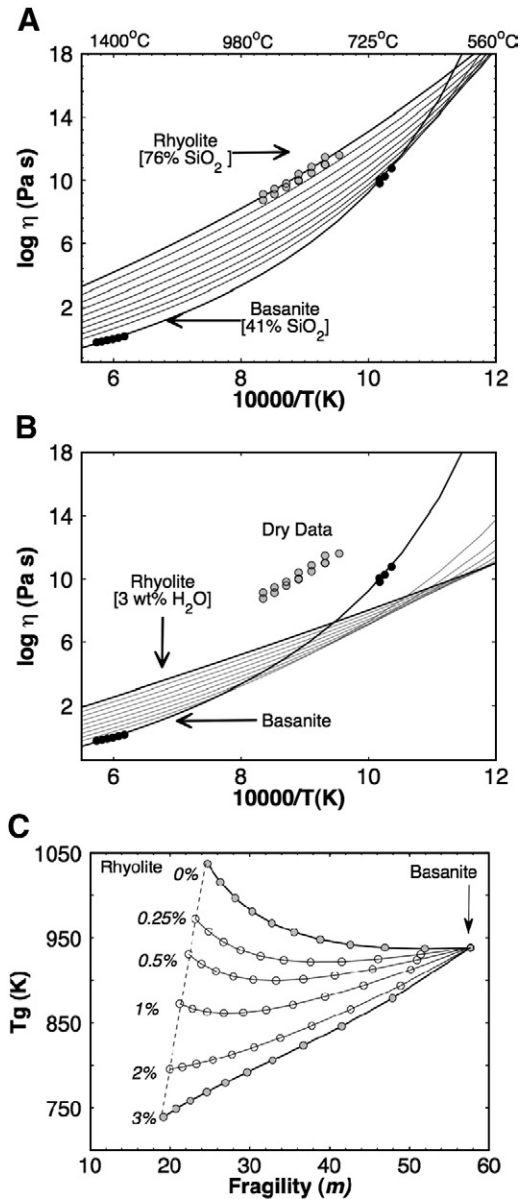 A
1400°C 980°C 725°C 560°C
18
14
10
6
2
log η (Pa s)
Rhyolite
[76% SiO2 ]
Basanite
[41% SiO2]
6 8 10 12
10000/T(K)
B
18
14
10
6
2
log η (Pa s)
Dry Data
Rhyolite
[3 wt% H2O]
Basanite
6 8 10 12
10000/T(K)
C
1050
950
850
750
Tg (K)
Rhyolite
0%
0.25%
0.5%
1%
2%
3%
Basanite
10 20 30 40 50 60
Fragility (m)